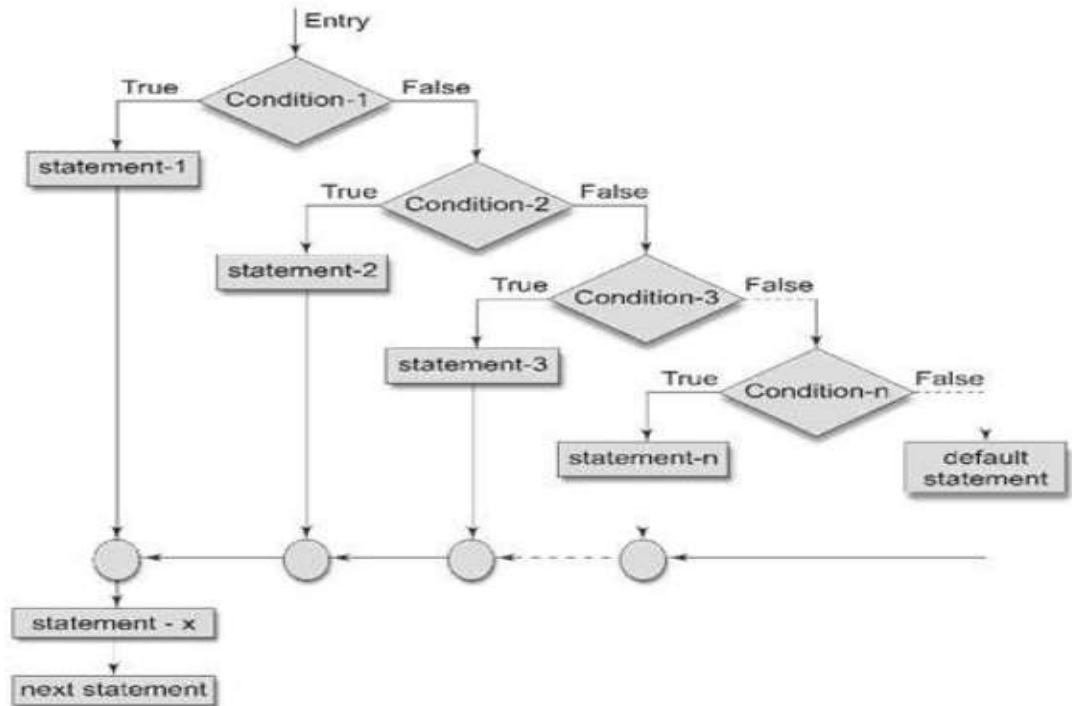 Entry
True
Condition-1
False
statement-1
True
Condition-2
False
statement-2
True
Condition-3
False
statement-3
True
Condition-n
False
statement-n
default
statement
statement - x
next statement